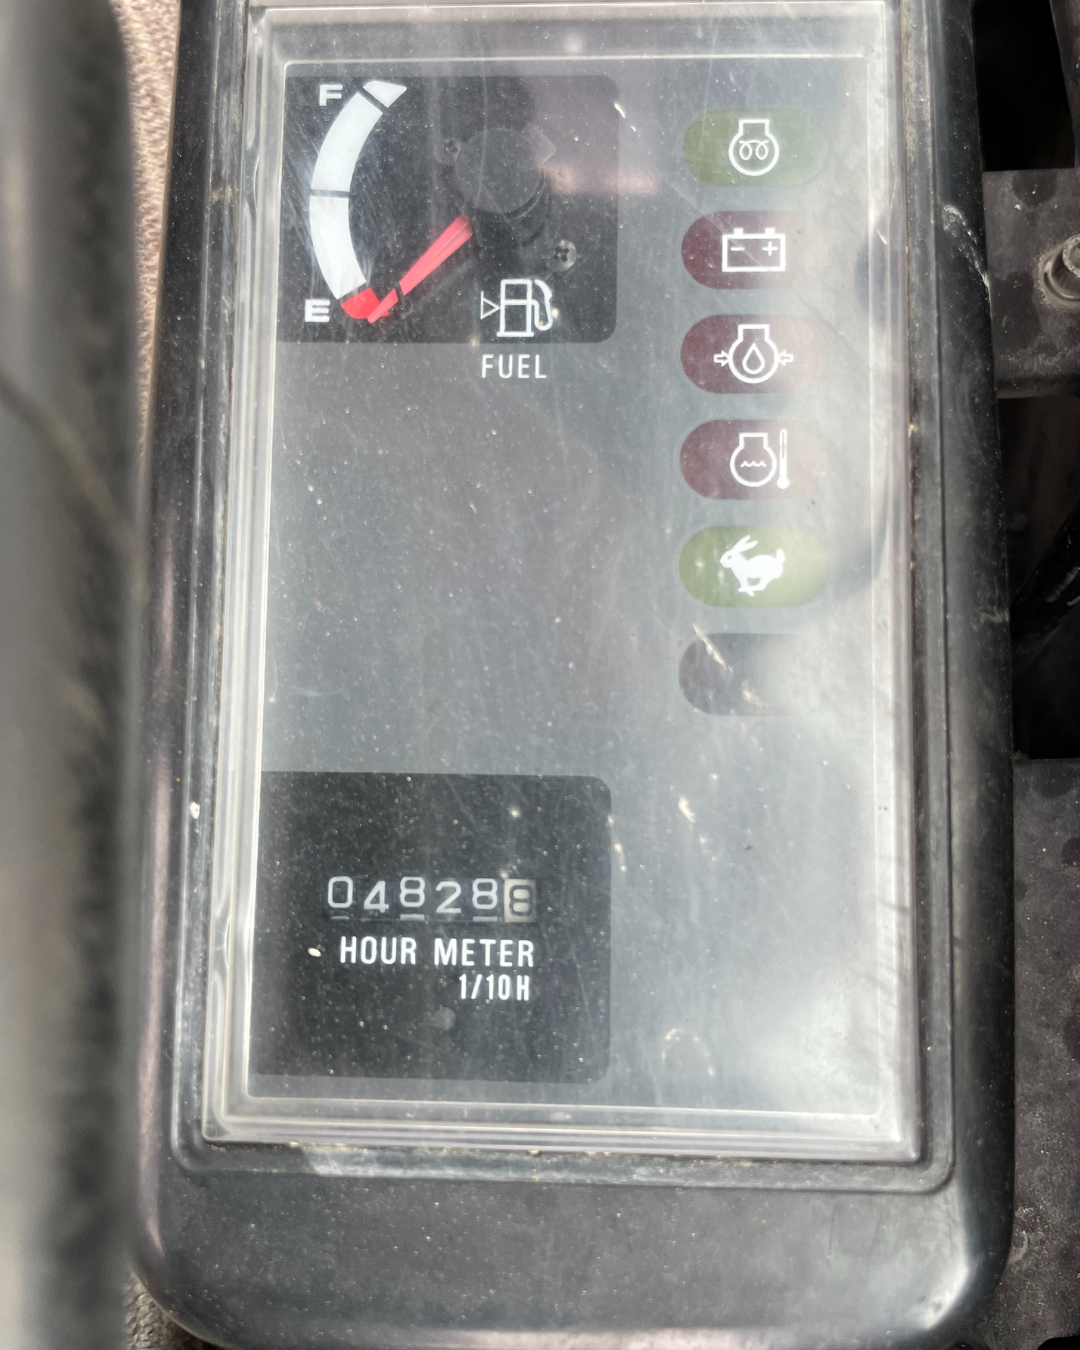 F
E
FUEL
- +
048288
HOUR METER
1/10H